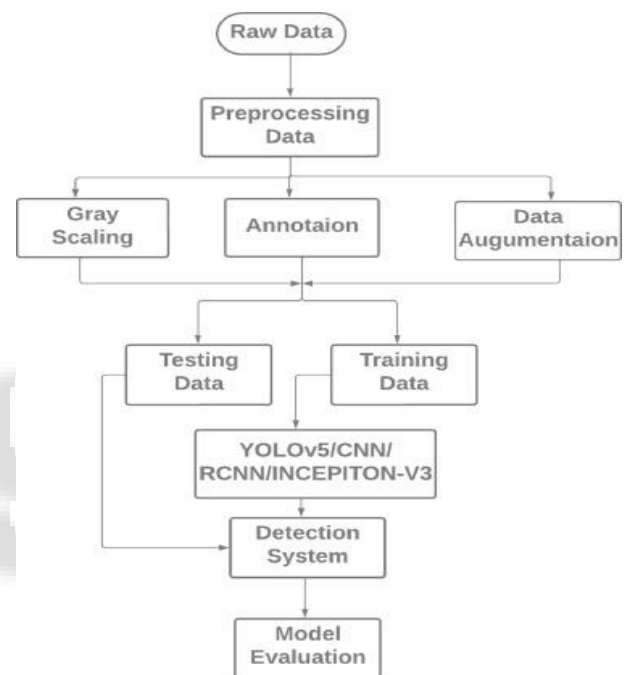 Raw Data
Preprocessing
Data
Gray
Scaling
Annotaion
Data
Augumentaion
Testing
Data
Training
Data
YOLOv5/CNN/
RCNN/INCEPITON-V3
Detection
System
Model
Evaluation